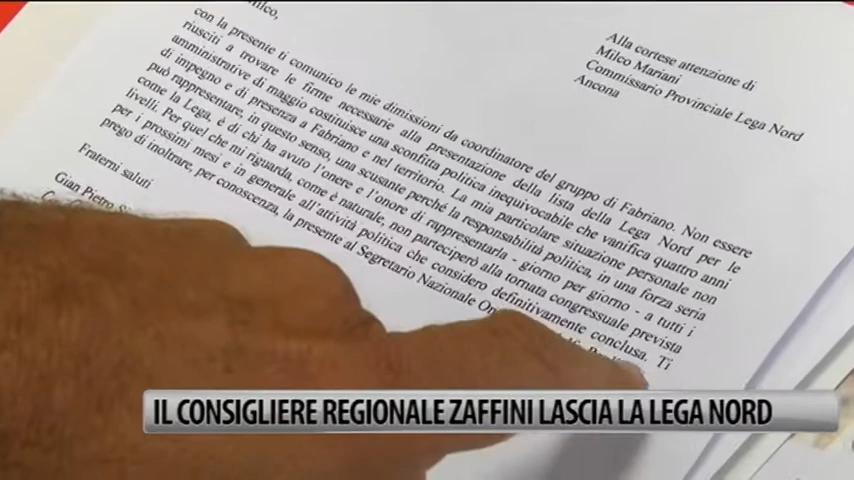 Milco,
Alla cortese attenzione di
Milco Mariani
Commissario Provinciale Lega Nord
Ancona
con la presente ti comunico le mie dimissioni da coordinatore del gruppo di Fabriano. Non essere
riusciti a trovare le firme necessarie alla presentazione della lista della Lega Nord per le
amministrative di maggio costituisce una sconfitta politica inequivocabile che vanifica quattro anni
di impegno e di presenza a Fabriano e nel territorio. La mia particolare situazione personale non
può rappresentare, in questo senso, una scusante perché la responsabilità politica, in una forza seria
come la Lega, è di chi ha avuto l'onere e l'onore di rappresentarla - giorno per giorno - a tutti i
livelli. Per quel che mi riguarda, come è naturale, non parteciperò alla tornata congressuale prevista
per i prossimi mesi e in generale all'attività politica che considero definitivamente conclusa. Ti
prego di inoltrare, per conoscenza, la presente al Segretario Nazionale
Fraterni saluti
Gian Pietro
IL CONSIGLIERE REGIONALE ZAFFINI LASCIA LA LEGA NORD